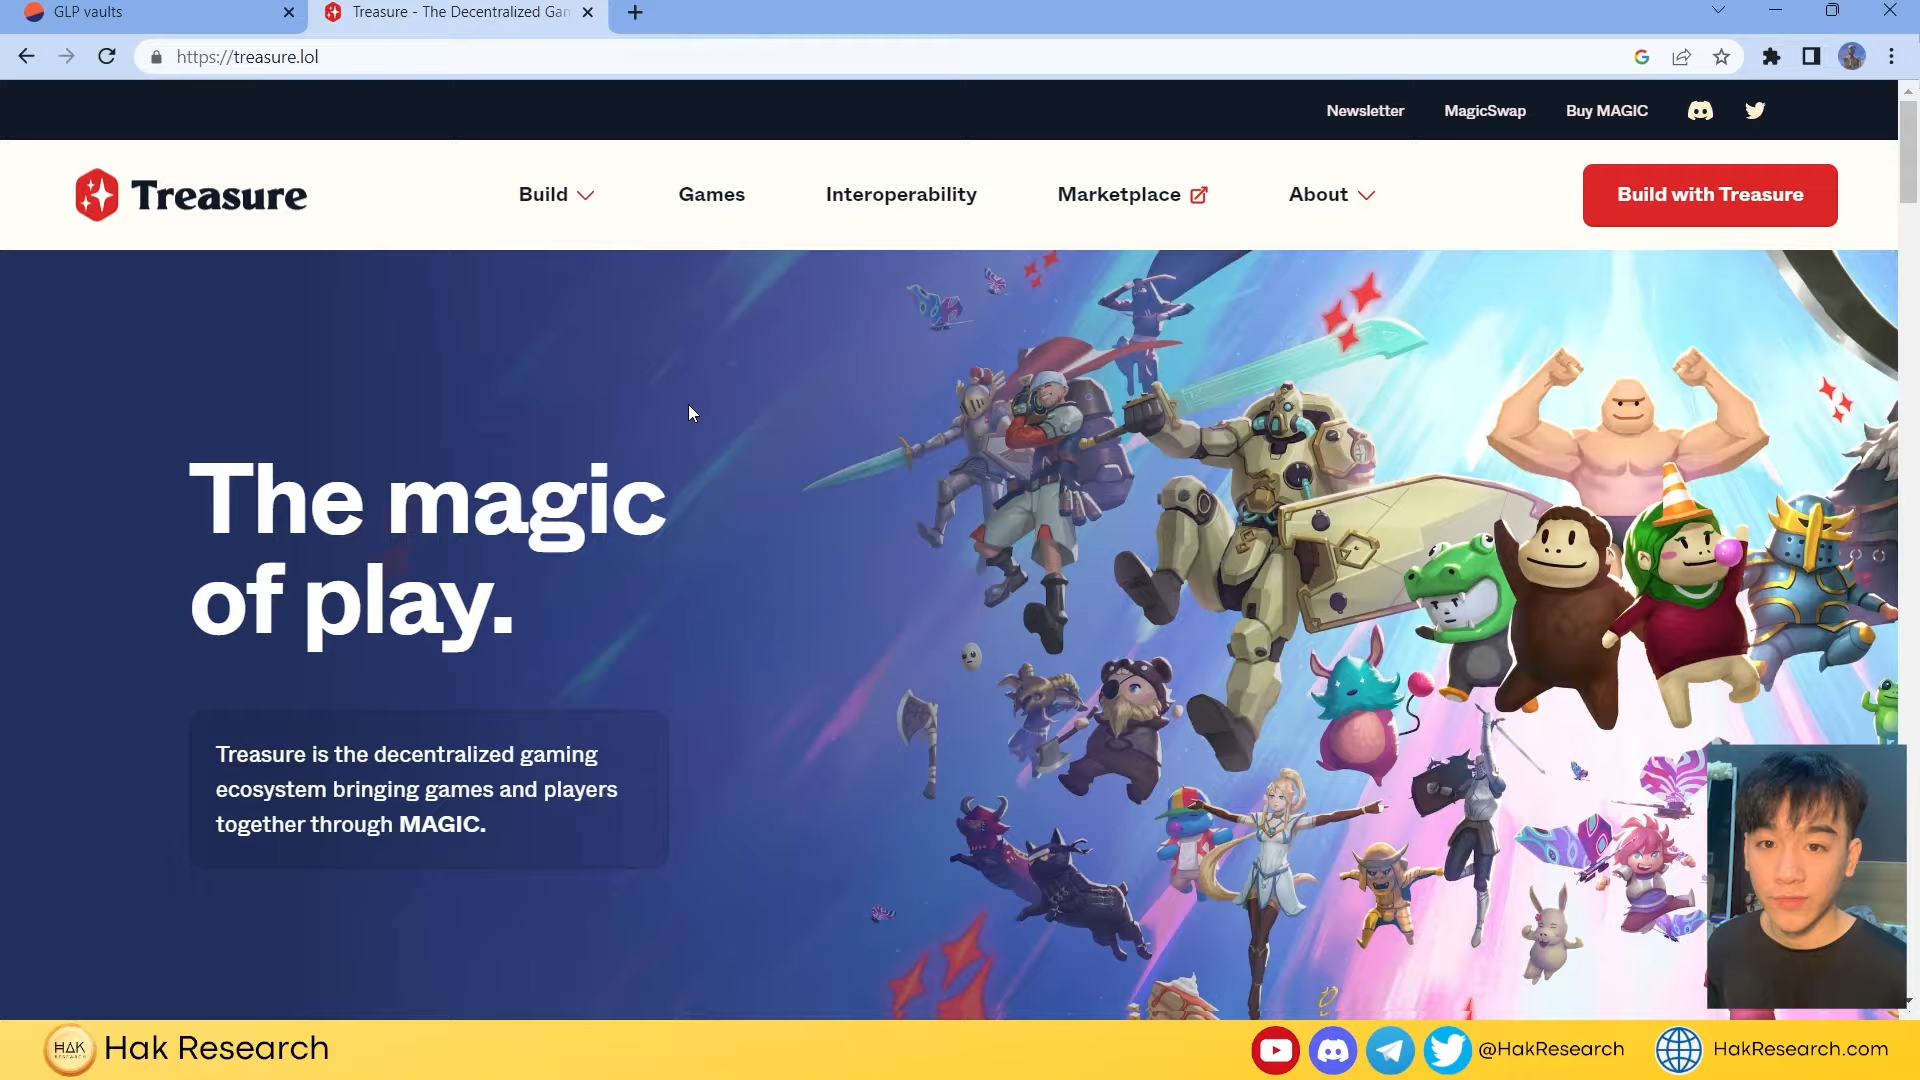 GLP vaults
Treasure - The Decentralized Gam
https://treasure.lol
Newsletter MagicSwap Buy MAGIC
Treasure
Build Games Interoperability Marketplace About
Build with Treasure
The magic
of play.
Treasure is the decentralized gaming
ecosystem bringing games and players
together through MAGIC.
HAK
RESEARCH
Hak Research
@HakResearch
HakResearch.com